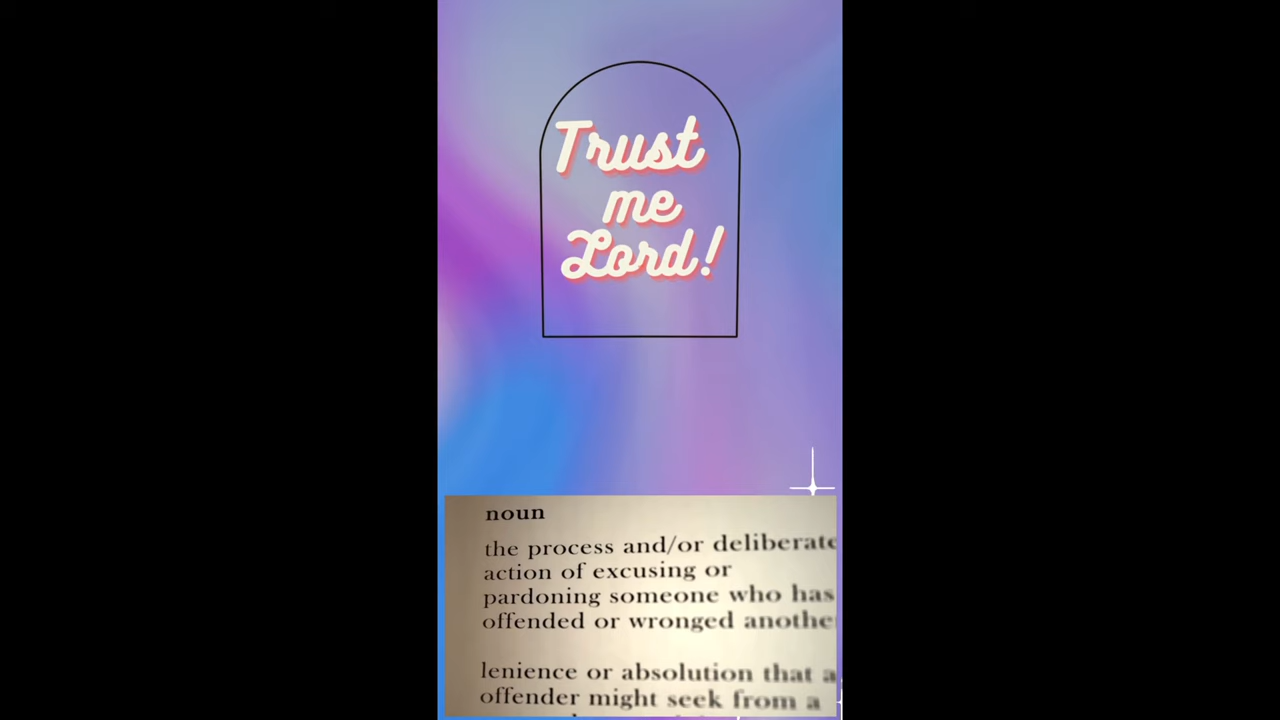 Trust
me
Lord!
noun
the process and/or deliberate
action of excusing or
pardoning someone who has
offended or wronged
lenience or absolution that
offender might seek from a